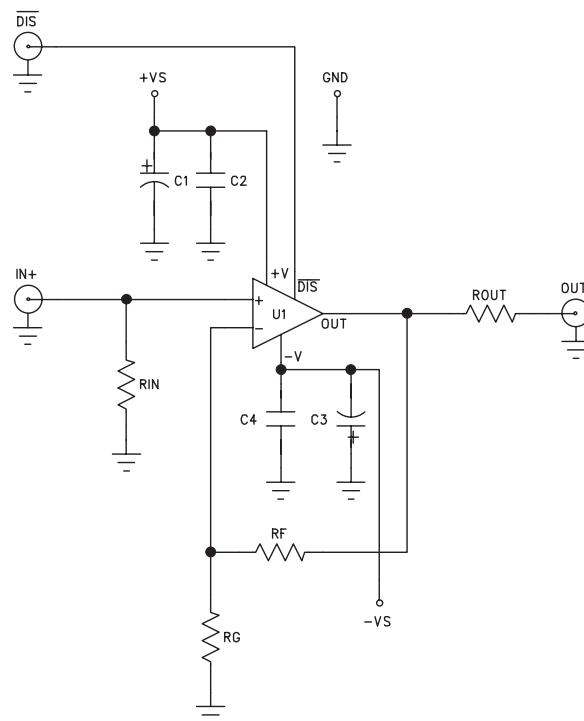 DIS
+VS
GND
C1
C2
IN+
+V
DIS
OUT
ROUT
+
U1
OUT
−
−V
RIN
C4
C3
RF
−VS
RG